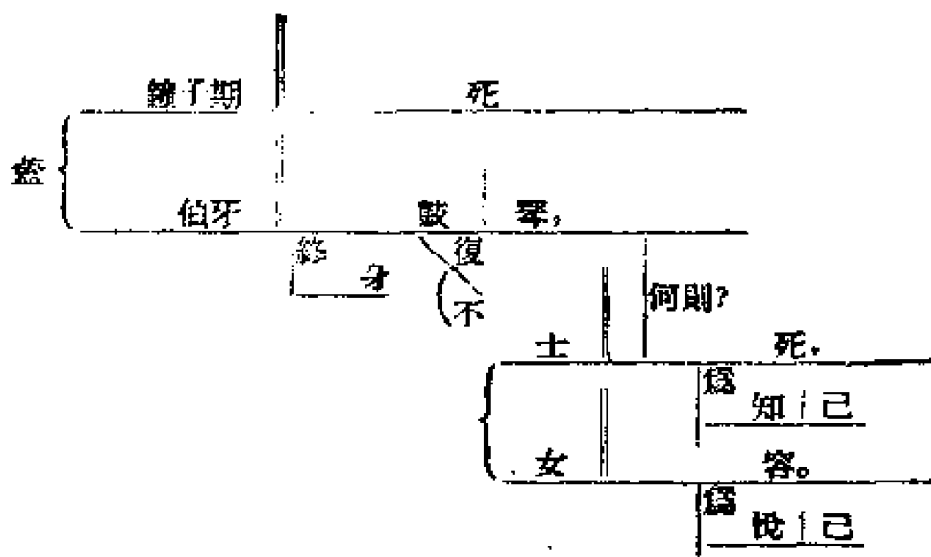 鍾子期 死
蓋
伯牙 鼓 琴,
終 復
身 不
何則?
士 死,
爲
知 己
女 容。
爲
悅 己